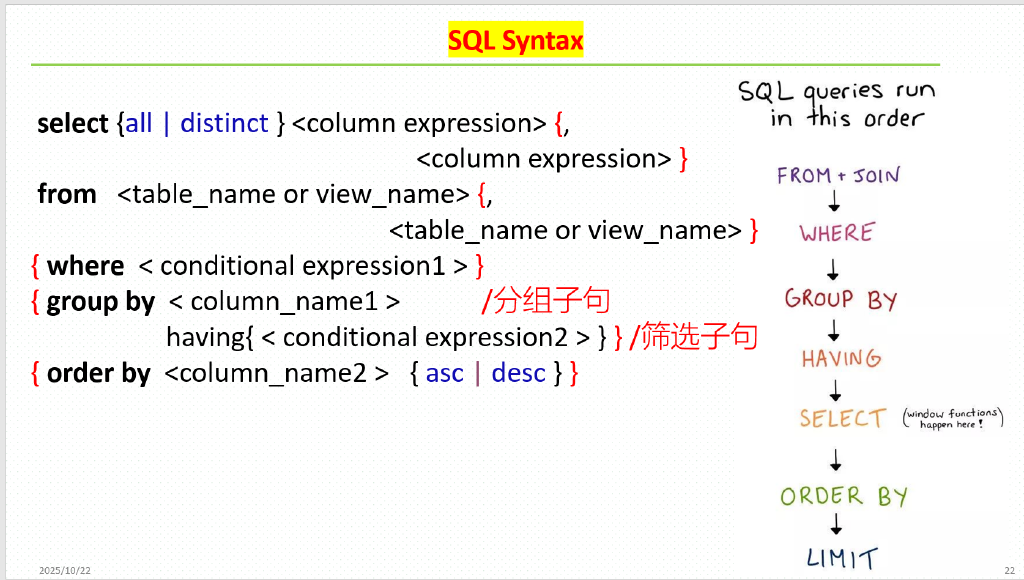 SQL Syntax
select {all | distinct } <column expression> {,
<column expression> }
from <table_name or view_name> {,
<table_name or view_name> }
{ where < conditional expression1 > }
{ group by < column_name1 > /分组子句
having{ < conditional expression2 > } } /筛选子句
{ order by <column_name2 > { asc | desc } }
SQL queries run
in this order
FROM + JOIN
WHERE
GROUP BY
HAVING
SELECT (window functions
happen here!)
ORDER BY
LIMIT
2025/10/22
22